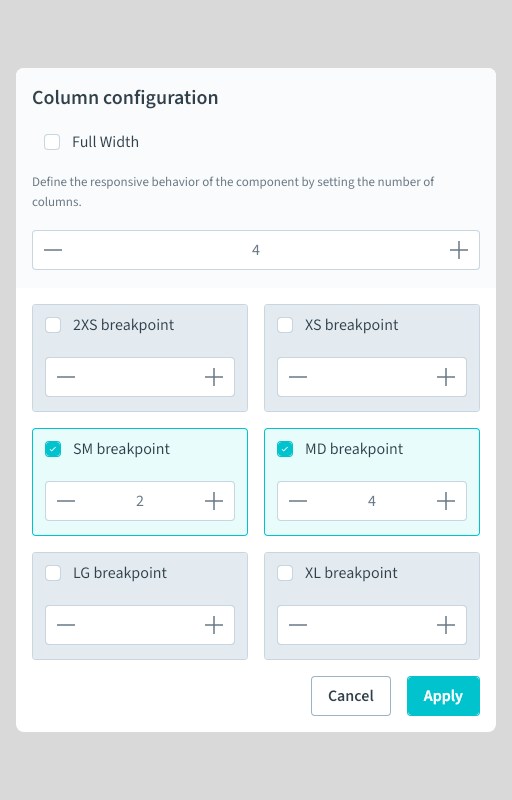 Column configuration
Full Width
Define the responsive behavior of the component by setting the number of
columns.
4
2XS breakpoint
XS breakpoint
SM breakpoint
MD breakpoint
2
4
LG breakpoint
XL breakpoint
Cancel
Apply